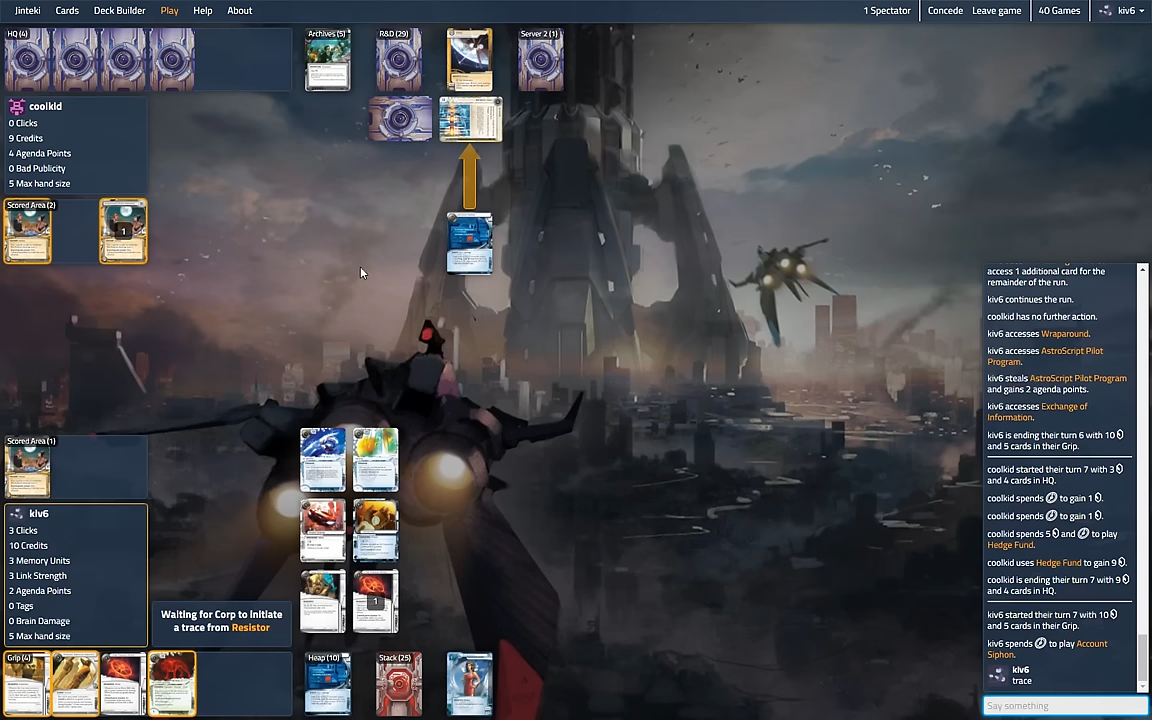 Jinteki Cards Deck Builder Play Help About
1 Spectator Concede Leave game 40 Games kiv6
HQ (4)
Archives (5)
R&D (29)
Server 2 (1)
coolkid
0 Clicks
9 Credits
4 Agenda Points
0 Bad Publicity
5 Max hand size
Scored Area (2)
1
access 1 additional card for the
remainder of the run.
kiv6 continues the run.
coolkid has no further action.
kiv6 accesses Wraparound.
kiv6 accesses AstroScript Pilot
Program.
kiv6 steals AstroScript Pilot Program
and gains 2 agenda points.
kiv6 accesses Exchange of
Information.
kiv6 is ending their turn 6 with 10
and 5 cards in their Grip.
coolkid started their turn 7 with 3
and 4 cards in HQ.
coolkid spends to gain 1 .
coolkid spends to gain 1 .
coolkid spends 5 and to play
Hedge Fund.
coolkid uses Hedge Fund to gain 9 .
coolkid is ending their turn 7 with 9
and 4 cards in HQ.
kiv6 started their turn 7 with 10
and 5 cards in their Grip.
kiv6 spends to play Account
Siphon.
kiv6
trace
Say something
Scored Area (1)
kiv6
3 Clicks
10 Credits
3 Memory Units
3 Link Strength
2 Agenda Points
0 Tags
0 Brain Damage
5 Max hand size
Waiting for Corp to initiate
a trace from Resistor
1
Grip (4)
Heap (10)
Stack (25)